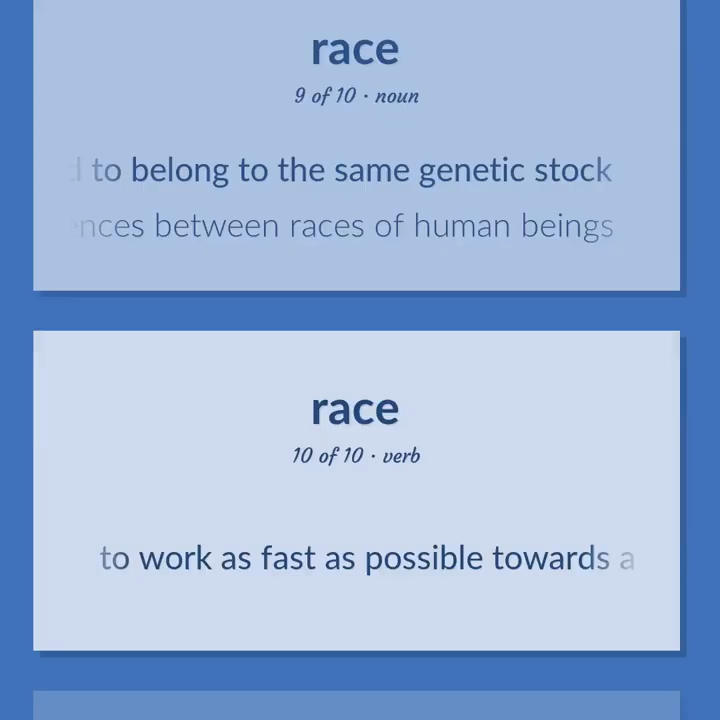 race
9 of 10 · noun
to belong to the same genetic stock
between races of human beings
race
10 of 10 · verb
to work as fast as possible towards a